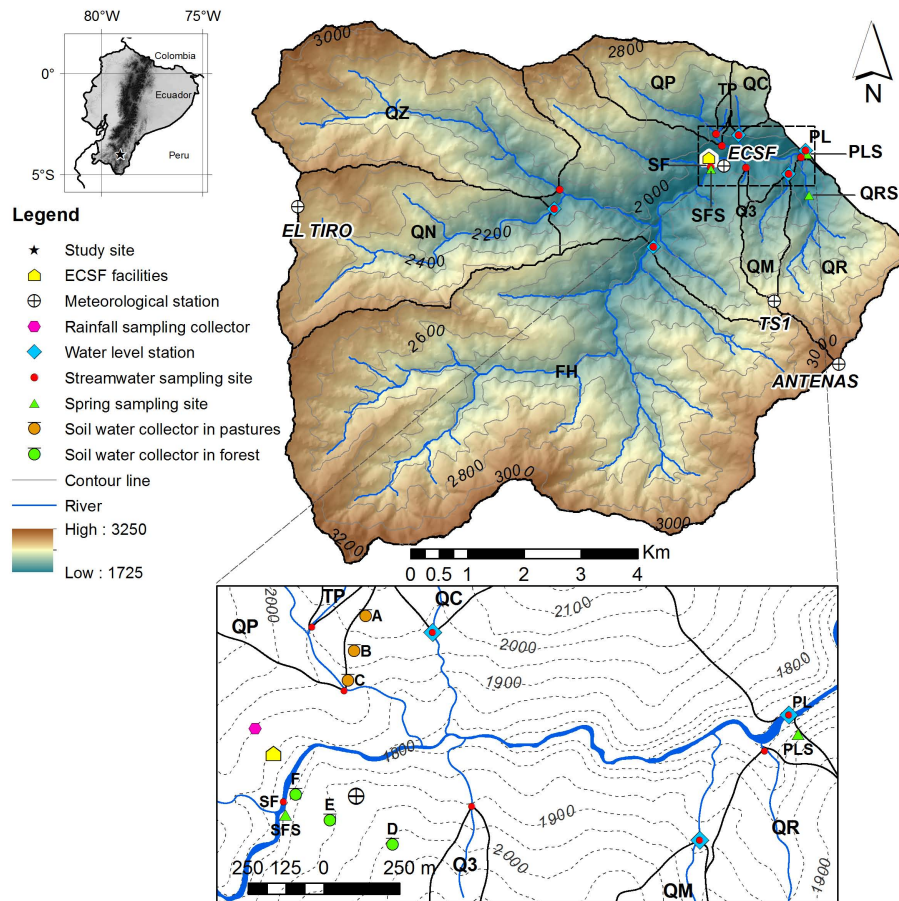 80°W 75°W
Colombia
0°
Ecuador
Peru
5°S
Legend
Study site
ECSF facilities
Meteorological station
Rainfall sampling collector
Water level station
Streamwater sampling site
Spring sampling site
Soil water collector in pastures
Soil water collector in forest
Contour line
River
High : 3250
Low : 1725
3000
2800
N
QP
TP
QC
QZ
PL
ECSF
PLS
SF
2000
QRS
SFS
Q3
EL TIRO
QN
2200
2400
QM
QR
TS1
2600
3000
ANTENAS
FH
2800
3000
3000
3200
Km
0 0.5 1 2 3 4
2000
TP
QC
2100
QP
A
2000
B
1900
C
1800
PL
PLS
1800
F
SF
E
SFS
1900
D
QR
Q3
2000
QM
1900
250 125 0 250 m